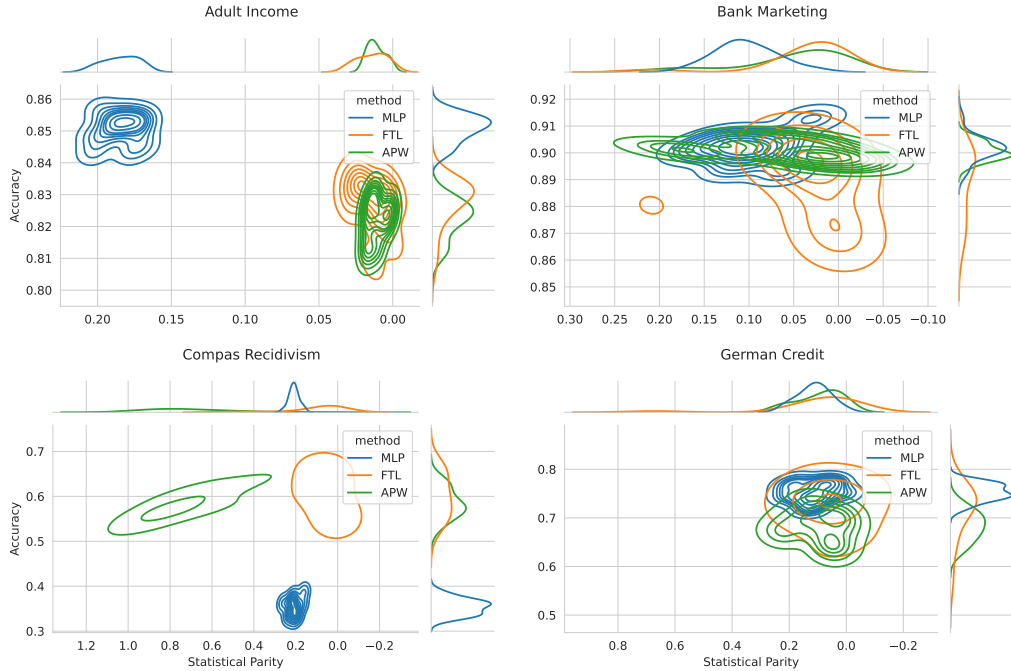 Adult Income
method
MLP
FTL
APW
Accuracy
0.86
0.85
0.84
0.83
0.82
0.81
0.80
0.20 0.15 0.10 0.05 0.00
Bank Marketing
method
MLP
FTL
APW
0.92
0.91
0.90
0.89
0.88
0.87
0.86
0.85
0.30 0.25 0.20 0.15 0.10 0.05 0.00 −0.05 −0.10
Compas Recidivism
method
MLP
FTL
APW
Accuracy
0.7
0.6
0.5
0.4
0.3
1.2 1.0 0.8 0.6 0.4 0.2 0.0 −0.2
Statistical Parity
German Credit
method
MLP
FTL
APW
0.8
0.7
0.6
0.5
0.8 0.6 0.4 0.2 0.0 −0.2
Statistical Parity